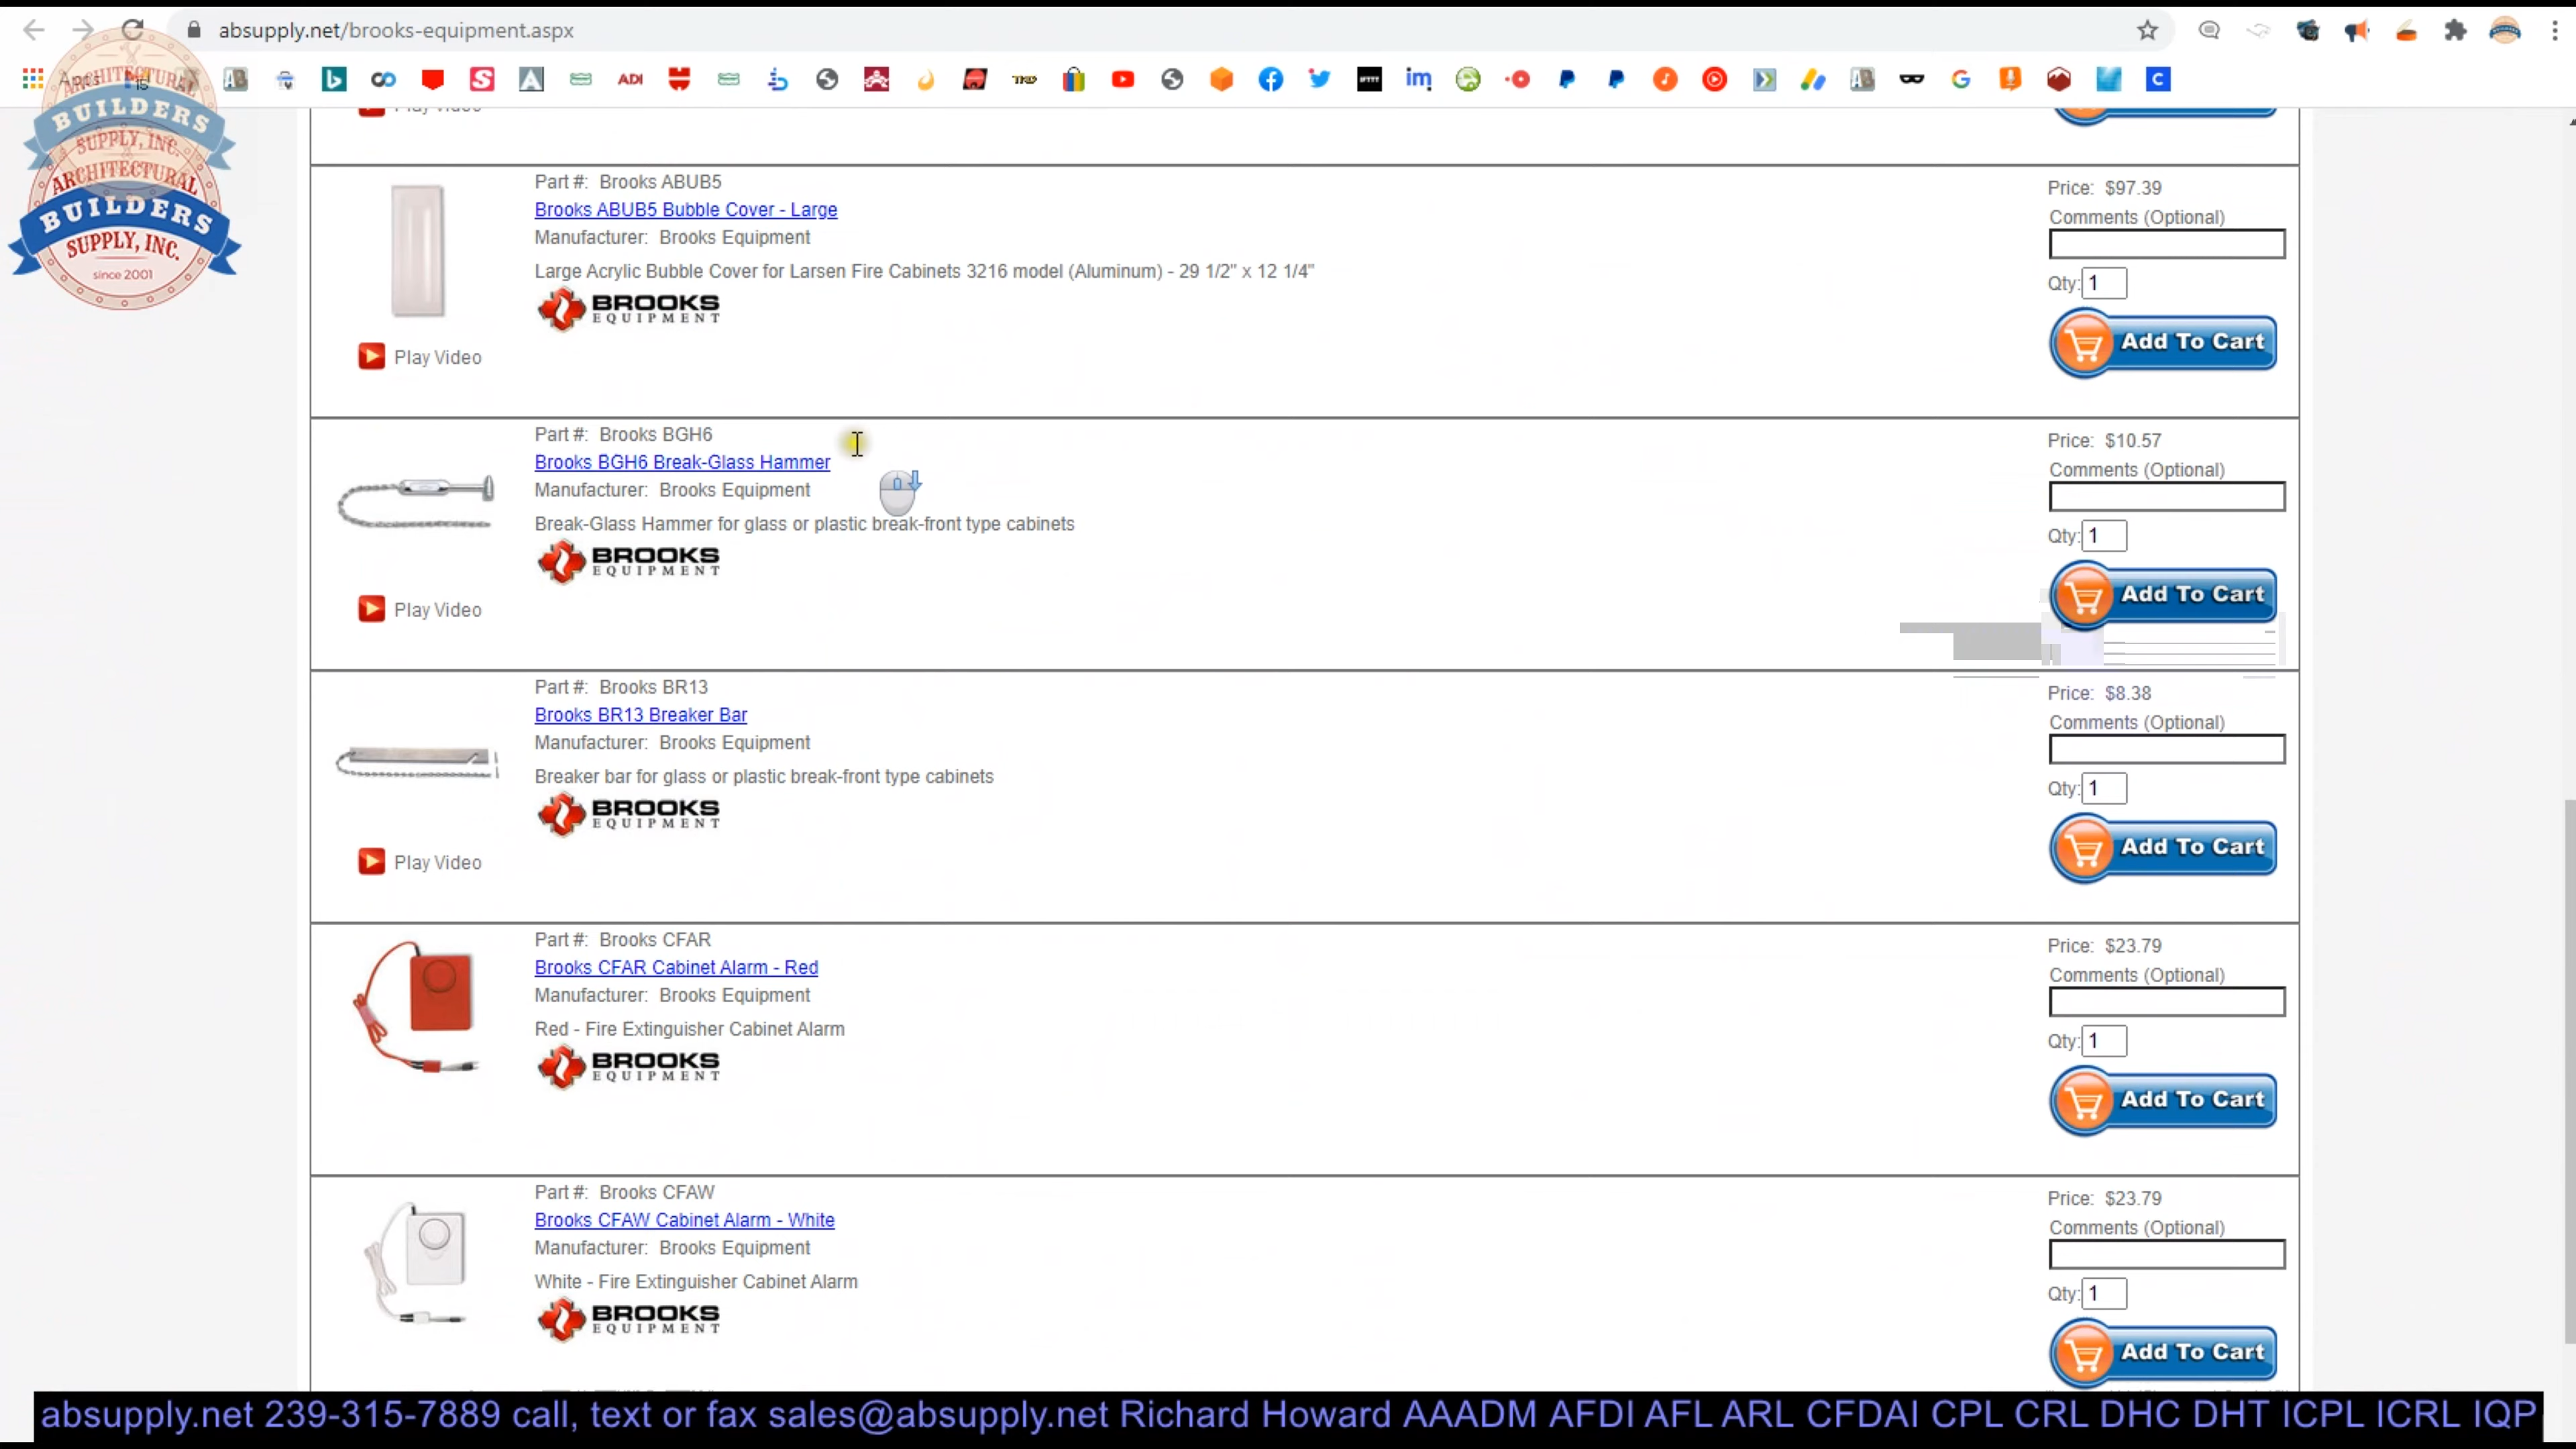 absupply.net/brooks-equipment.aspx
Apps
ADI
IFTTT
im
ARCHITECTURAL
BUILDERS
SUPPLY, INC.
ARCHITECTURAL
BUILDERS
SUPPLY, INC.
since 2001
Play Video
Part #: Brooks ABUB5
Brooks ABUB5 Bubble Cover - Large
Manufacturer: Brooks Equipment
Large Acrylic Bubble Cover for Larsen Fire Cabinets 3216 model (Aluminum) - 29 1/2" x 12 1/4"
BROOKS
EQUIPMENT
Play Video
Price: $97.39
Comments (Optional)
Qty: 1
Add To Cart
Part #: Brooks BGH6
Brooks BGH6 Break-Glass Hammer
Manufacturer: Brooks Equipment
Break-Glass Hammer for glass or plastic break-front type cabinets
BROOKS
EQUIPMENT
Play Video
Price: $10.57
Comments (Optional)
Qty: 1
Add To Cart
Part #: Brooks BR13
Brooks BR13 Breaker Bar
Manufacturer: Brooks Equipment
Breaker bar for glass or plastic break-front type cabinets
BROOKS
EQUIPMENT
Play Video
Price: $8.38
Comments (Optional)
Qty: 1
Add To Cart
Part #: Brooks CFAR
Brooks CFAR Cabinet Alarm - Red
Manufacturer: Brooks Equipment
Red - Fire Extinguisher Cabinet Alarm
BROOKS
EQUIPMENT
Price: $23.79
Comments (Optional)
Qty: 1
Add To Cart
Part #: Brooks CFAW
Brooks CFAW Cabinet Alarm - White
Manufacturer: Brooks Equipment
White - Fire Extinguisher Cabinet Alarm
BROOKS
EQUIPMENT
Price: $23.79
Comments (Optional)
Qty: 1
Add To Cart
absupply.net 239-315-7889 call, text or fax sales@absupply.net Richard Howard AAADM AFDI AFL ARL CFDAI CPL CRL DHC DHT ICPL ICRL IQP